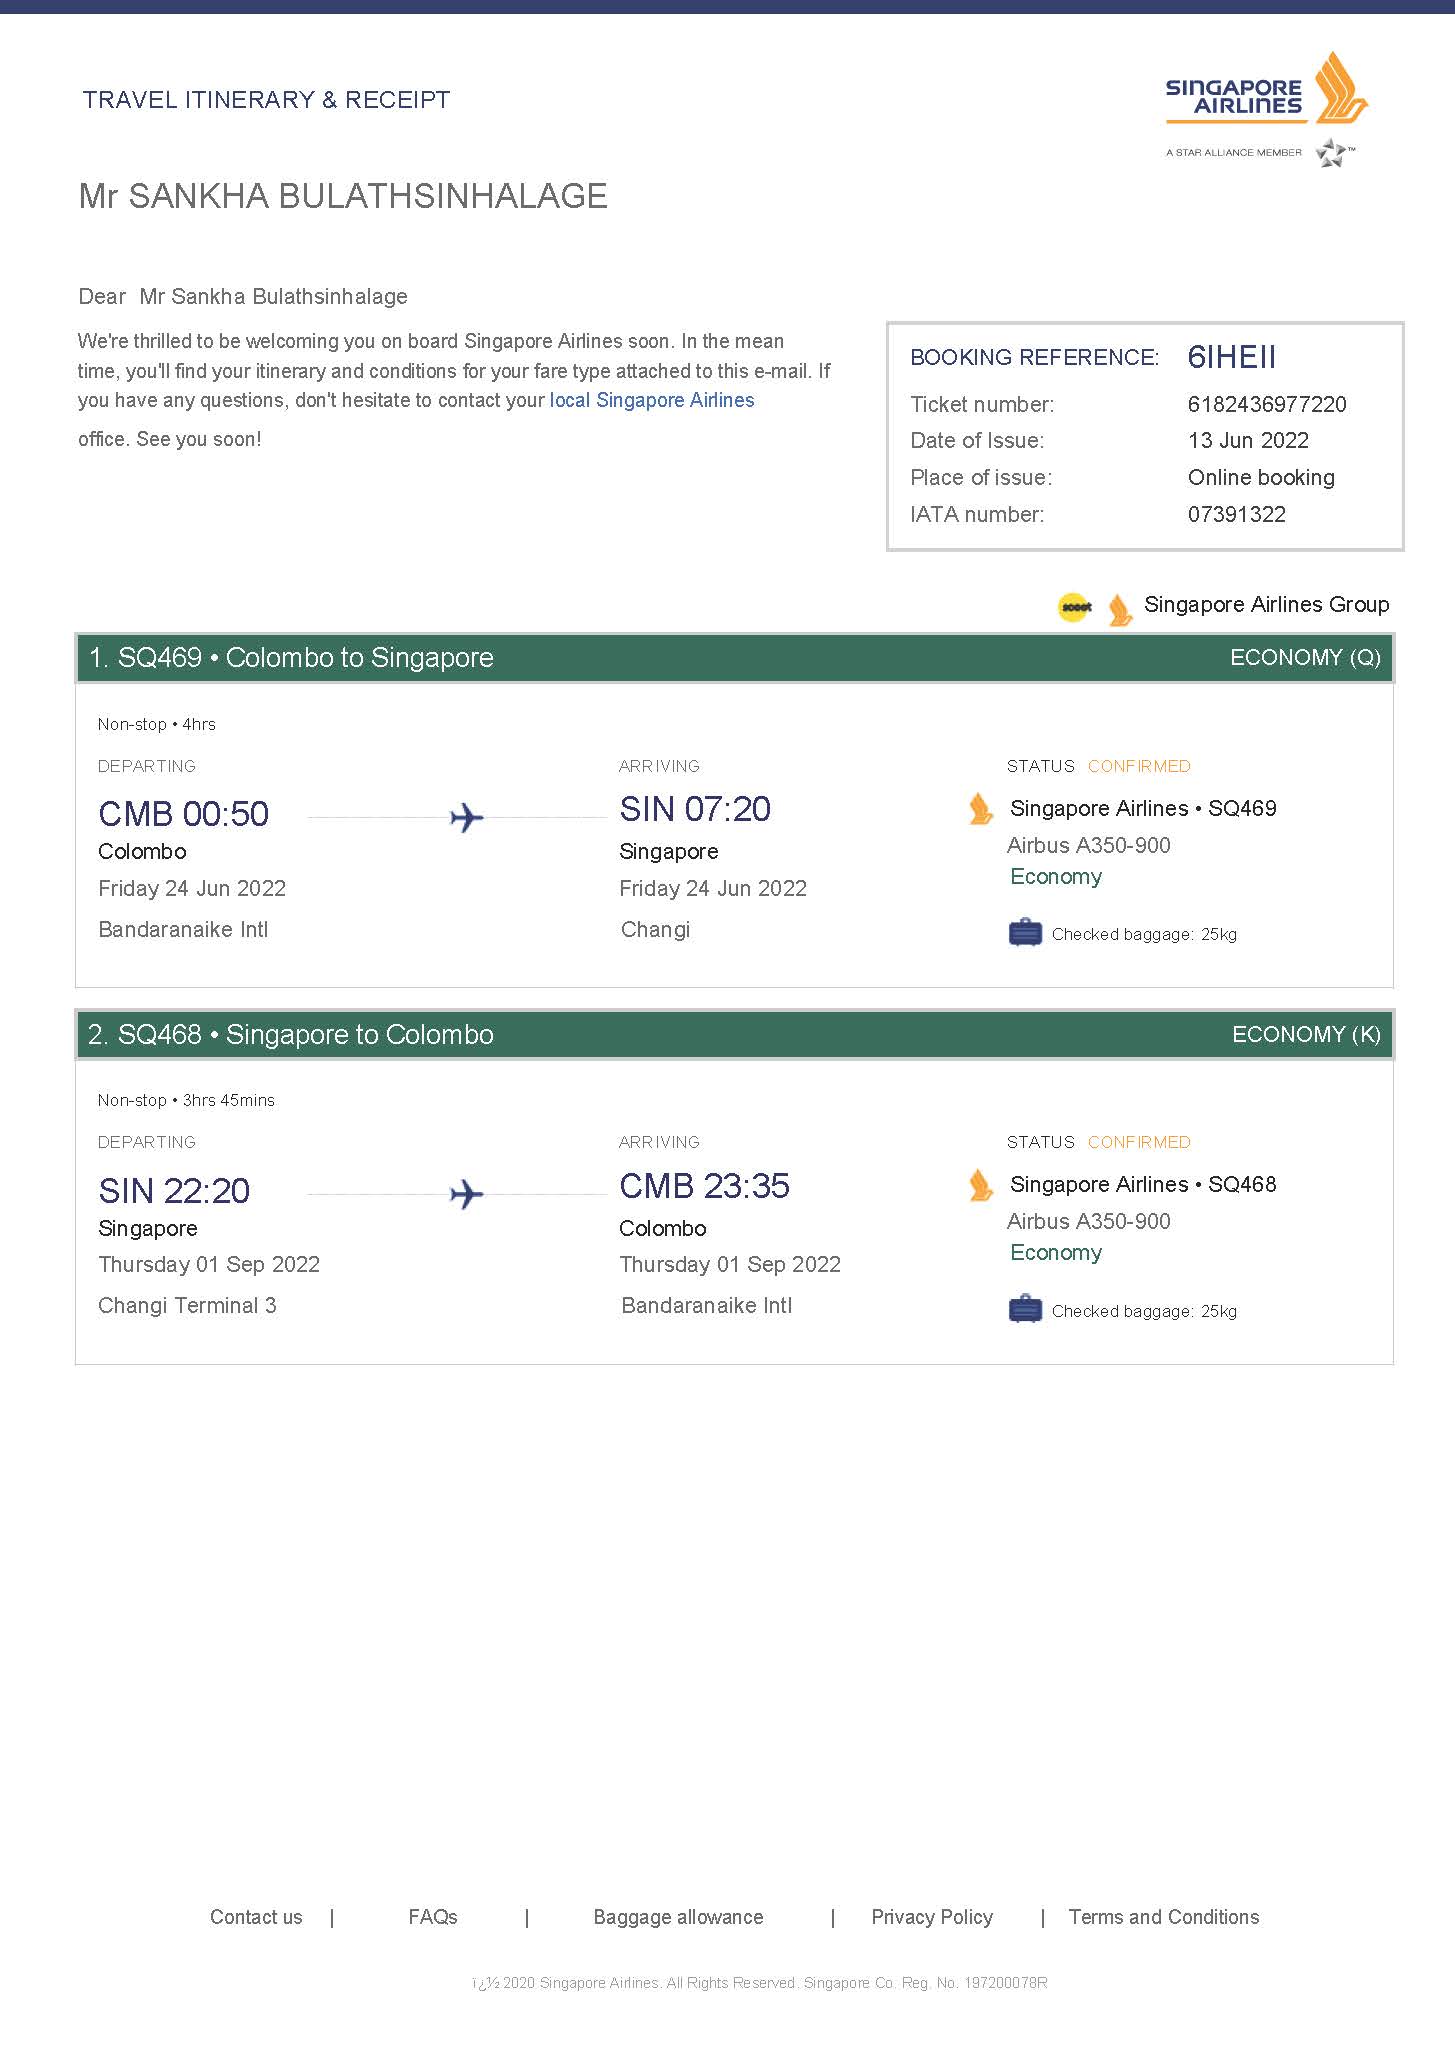 TRAVEL ITINERARY & RECEIPT
SINGAPORE
AIRLINES
A STAR ALLIANCE MEMBER ™
Mr SANKHA BULATHSINHALAGE
Dear Mr Sankha Bulathsinhalage
We're thrilled to be welcoming you on board Singapore Airlines soon. In the mean
time, you'll find your itinerary and conditions for your fare type attached to this e-mail. If
you have any questions, don't hesitate to contact your local Singapore Airlines
office. See you soon!
BOOKING REFERENCE: 6IHEII
Ticket number: 6182436977220
Date of Issue: 13 Jun 2022
Place of issue: Online booking
IATA number: 07391322
scoot Singapore Airlines Group
1. SQ469 • Colombo to Singapore ECONOMY (Q)
Non-stop • 4hrs
DEPARTING ARRIVING STATUS CONFIRMED
CMB 00:50 SIN 07:20 Singapore Airlines • SQ469
Colombo Singapore Airbus A350-900
Economy
Friday 24 Jun 2022 Friday 24 Jun 2022
Bandaranaike Intl Changi Checked baggage: 25kg
2. SQ468 • Singapore to Colombo ECONOMY (K)
Non-stop • 3hrs 45mins
DEPARTING ARRIVING STATUS CONFIRMED
SIN 22:20 CMB 23:35 Singapore Airlines • SQ468
Singapore Colombo Airbus A350-900
Economy
Thursday 01 Sep 2022 Thursday 01 Sep 2022
Changi Terminal 3 Bandaranaike Intl Checked baggage: 25kg
Contact us | FAQs | Baggage allowance | Privacy Policy | Terms and Conditions
ï¿½ 2020 Singapore Airlines. All Rights Reserved. Singapore Co. Reg. No. 197200078R